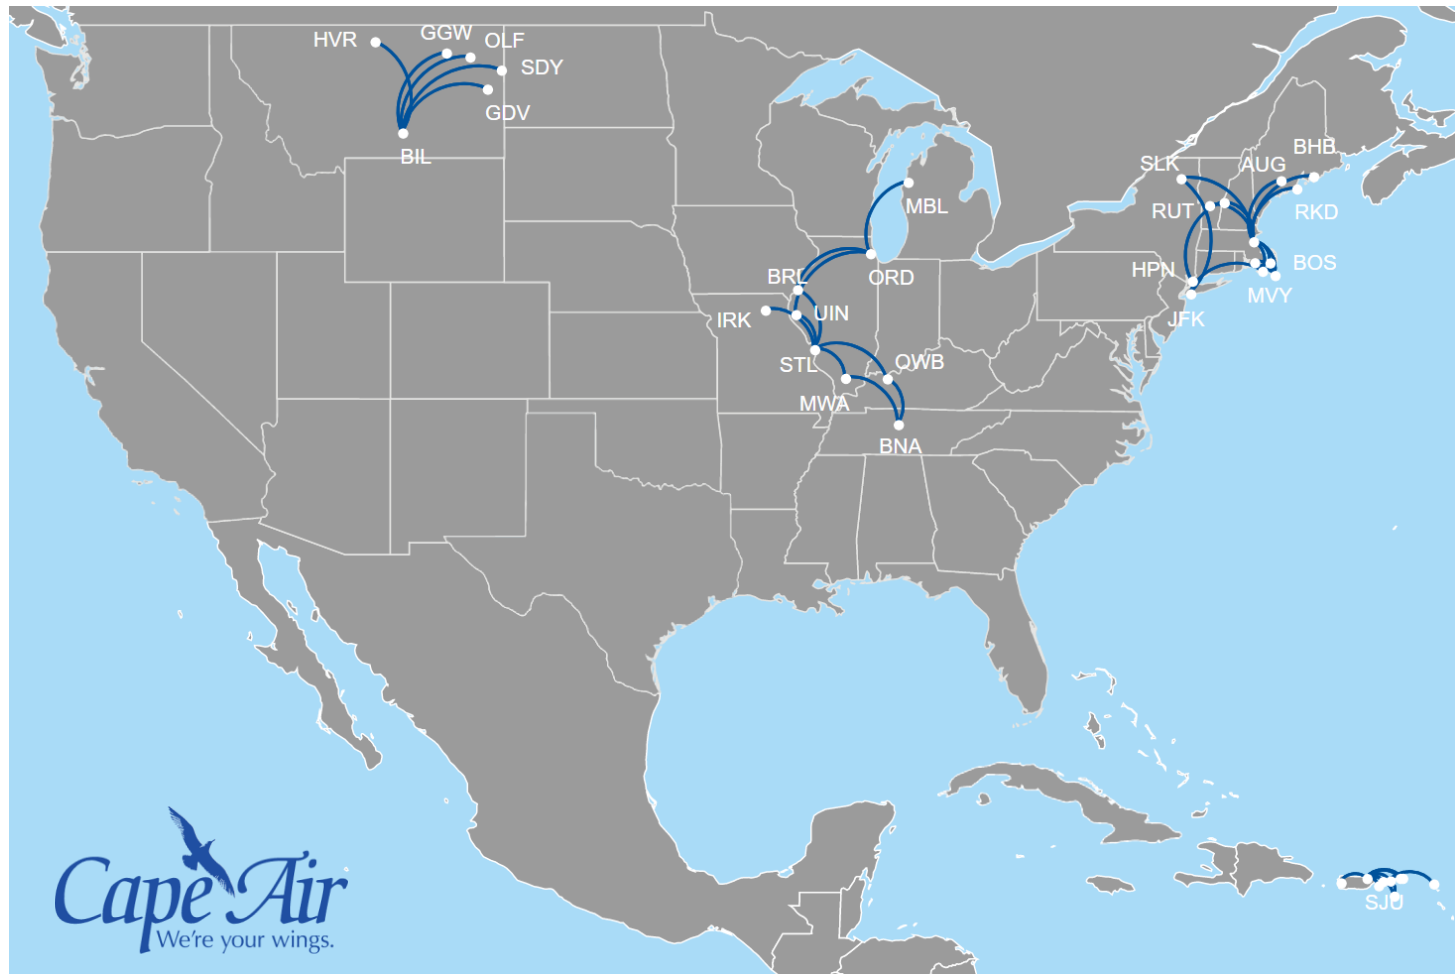 HVR
GGW
OLF
SDY
GDV
BIL
SLK
AUG
BHB
MBL
RUT
RKD
BRL
ORD
HPN
BOS
IRK
UIN
MVY
JFK
STL
OWB
MWA
BNA
Cape Air
We're your wings.
SJU